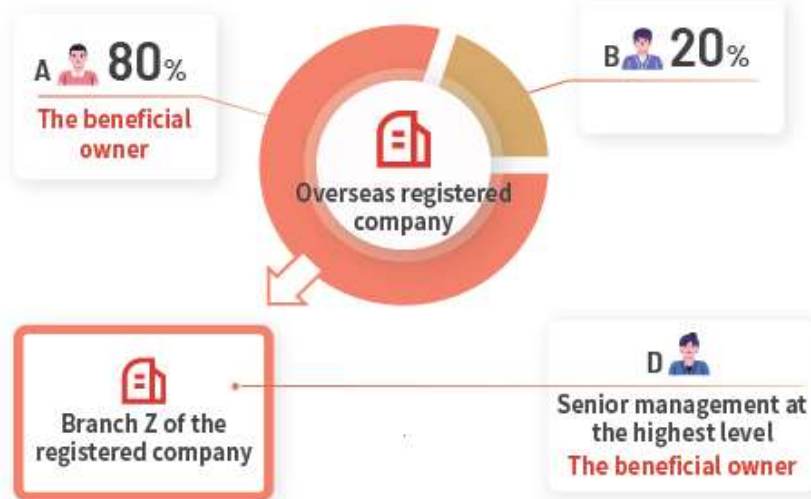 A 80%
The beneficial
owner
B 20%
Overseas registered
company
Branch Z of the
registered company
D
Senior management at
the highest level
The beneficial owner